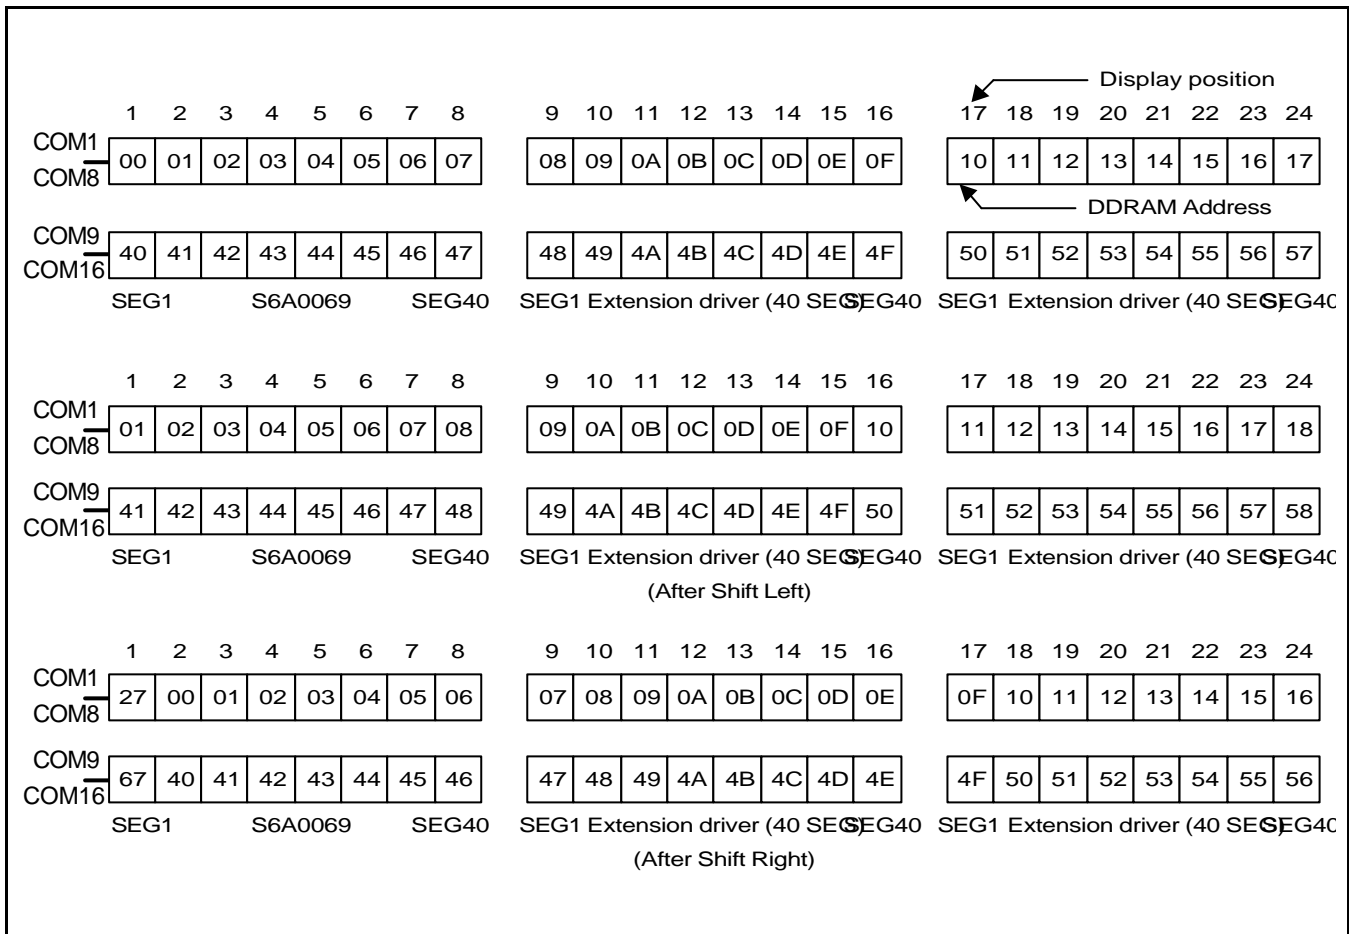 Display position
1 2 3 4 5 6 7 8 9 10 11 12 13 14 15 16 17 18 19 20 21 22 23 24
COM1
00 01 02 03 04 05 06 07 08 09 0A 0B 0C 0D 0E 0F 10 11 12 13 14 15 16 17
COM8
DDRAM Address
COM9
40 41 42 43 44 45 46 47 48 49 4A 4B 4C 4D 4E 4F 50 51 52 53 54 55 56 57
COM16
SEG1 S6A0069 SEG40 SEG1 Extension driver (40 SEG) SEG40 SEG1 Extension driver (40 SEG) SEG40
1 2 3 4 5 6 7 8 9 10 11 12 13 14 15 16 17 18 19 20 21 22 23 24
COM1
01 02 03 04 05 06 07 08 09 0A 0B 0C 0D 0E 0F 10 11 12 13 14 15 16 17 18
COM8
COM9
41 42 43 44 45 46 47 48 49 4A 4B 4C 4D 4E 4F 50 51 52 53 54 55 56 57 58
COM16
SEG1 S6A0069 SEG40 SEG1 Extension driver (40 SEG) SEG40 SEG1 Extension driver (40 SEG) SEG40
(After Shift Left)
1 2 3 4 5 6 7 8 9 10 11 12 13 14 15 16 17 18 19 20 21 22 23 24
COM1
27 00 01 02 03 04 05 06 07 08 09 0A 0B 0C 0D 0E 0F 10 11 12 13 14 15 16
COM8
COM9
67 40 41 42 43 44 45 46 47 48 49 4A 4B 4C 4D 4E 4F 50 51 52 53 54 55 56
COM16
SEG1 S6A0069 SEG40 SEG1 Extension driver (40 SEG) SEG40 SEG1 Extension driver (40 SEG) SEG40
(After Shift Right)